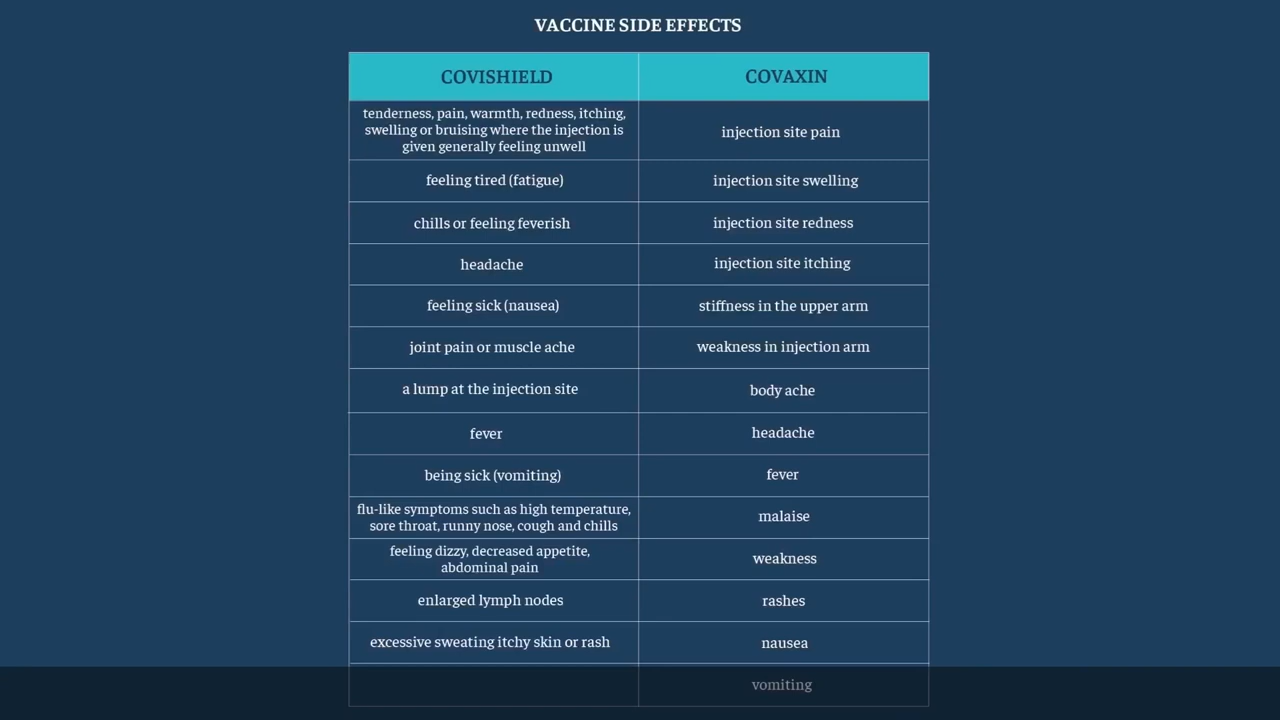 VACCINE SIDE EFFECTS
COVISHIELD COVAXIN
tenderness, pain, warmth, redness, itching,
swelling or bruising where the injection is
given generally feeling unwell
injection site pain
feeling tired (fatigue) injection site swelling
chills or feeling feverish injection site redness
headache injection site itching
feeling sick (nausea) stiffness in the upper arm
joint pain or muscle ache weakness in injection arm
a lump at the injection site body ache
fever headache
being sick (vomiting) fever
flu-like symptoms such as high temperature,
sore throat, runny nose, cough and chills
malaise
feeling dizzy, decreased appetite,
abdominal pain
weakness
enlarged lymph nodes rashes
excessive sweating itchy skin or rash nausea
vomiting